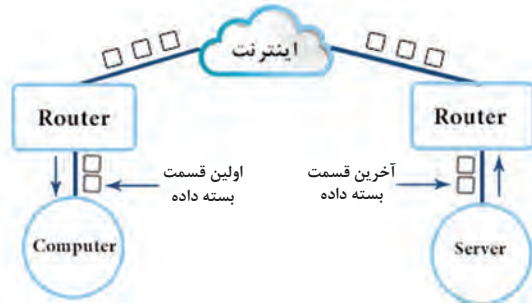 اینترنت
Router
Router
اولین قسمت
بسته داده
آخرین قسمت
بسته داده
Computer
Server